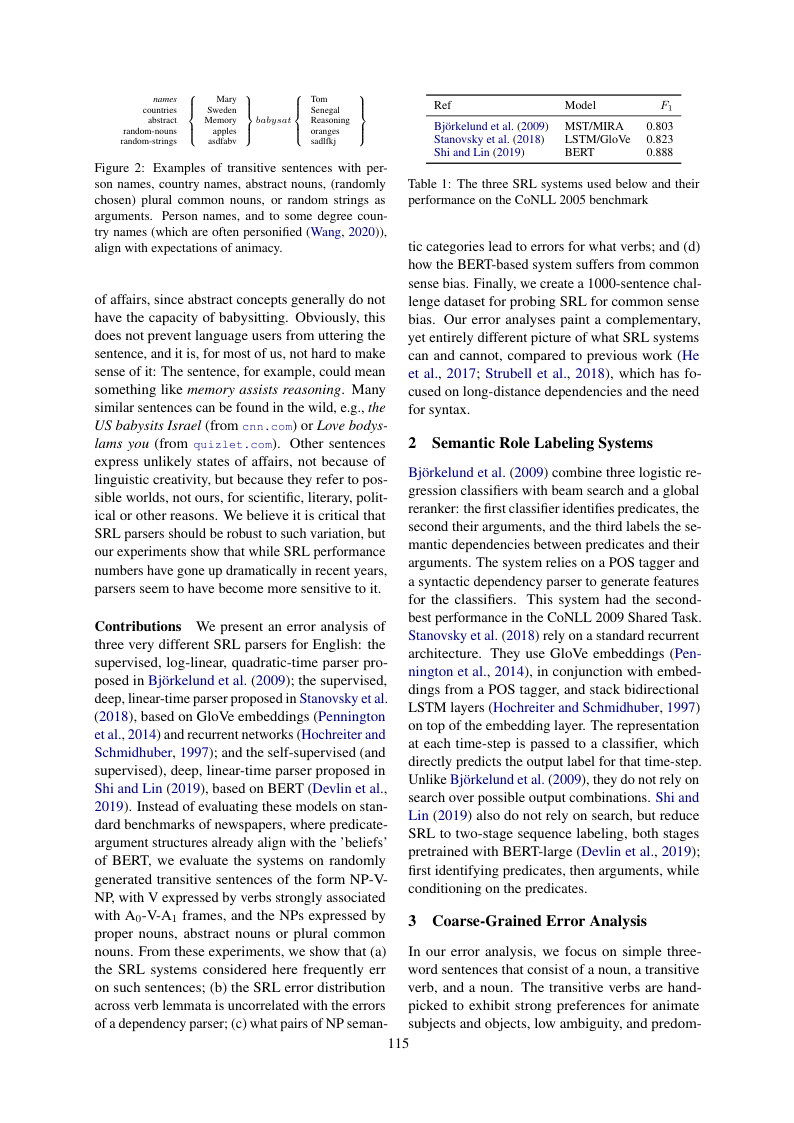 names Mary Tom
countries Sweden Senegal
abstract Memory babysat Reasoning
random-nouns apples oranges
random-strings asdfabv sadlfkj
Figure 2: Examples of transitive sentences with per-
son names, country names, abstract nouns, (randomly
chosen) plural common nouns, or random strings as
arguments. Person names, and to some degree coun-
try names (which are often personified (Wang, 2020)),
align with expectations of animacy.
of affairs, since abstract concepts generally do not
have the capacity of babysitting. Obviously, this
does not prevent language users from uttering the
sentence, and it is, for most of us, not hard to make
sense of it: The sentence, for example, could mean
something like memory assists reasoning. Many
similar sentences can be found in the wild, e.g., the
US babysits Israel (from cnn.com) or Love bodys-
lams you (from quizlet.com). Other sentences
express unlikely states of affairs, not because of
linguistic creativity, but because they refer to pos-
sible worlds, not ours, for scientific, literary, polit-
ical or other reasons. We believe it is critical that
SRL parsers should be robust to such variation, but
our experiments show that while SRL performance
numbers have gone up dramatically in recent years,
parsers seem to have become more sensitive to it.
Contributions We present an error analysis of
three very different SRL parsers for English: the
supervised, log-linear, quadratic-time parser pro-
posed in Björkelund et al. (2009); the supervised,
deep, linear-time parser proposed in Stanovsky et al.
(2018), based on GloVe embeddings (Pennington
et al., 2014) and recurrent networks (Hochreiter and
Schmidhuber, 1997); and the self-supervised (and
supervised), deep, linear-time parser proposed in
Shi and Lin (2019), based on BERT (Devlin et al.,
2019). Instead of evaluating these models on stan-
dard benchmarks of newspapers, where predicate-
argument structures already align with the 'beliefs'
of BERT, we evaluate the systems on randomly
generated transitive sentences of the form NP-V-
NP, with V expressed by verbs strongly associated
with A0-V-A1 frames, and the NPs expressed by
proper nouns, abstract nouns or plural common
nouns. From these experiments, we show that (a)
the SRL systems considered here frequently err
on such sentences; (b) the SRL error distribution
across verb lemmata is uncorrelated with the errors
of a dependency parser; (c) what pairs of NP seman-
Ref Model F1
Björkelund et al. (2009) MST/MIRA 0.803
Stanovsky et al. (2018) LSTM/GloVe 0.823
Shi and Lin (2019) BERT 0.888
Table 1: The three SRL systems used below and their
performance on the CoNLL 2005 benchmark
tic categories lead to errors for what verbs; and (d)
how the BERT-based system suffers from common
sense bias. Finally, we create a 1000-sentence chal-
lenge dataset for probing SRL for common sense
bias. Our error analyses paint a complementary,
yet entirely different picture of what SRL systems
can and cannot, compared to previous work (He
et al., 2017; Strubell et al., 2018), which has fo-
cused on long-distance dependencies and the need
for syntax.
2 Semantic Role Labeling Systems
Björkelund et al. (2009) combine three logistic re-
gression classifiers with beam search and a global
reranker: the first classifier identifies predicates, the
second their arguments, and the third labels the se-
mantic dependencies between predicates and their
arguments. The system relies on a POS tagger and
a syntactic dependency parser to generate features
for the classifiers. This system had the second-
best performance in the CoNLL 2009 Shared Task.
Stanovsky et al. (2018) rely on a standard recurrent
architecture. They use GloVe embeddings (Pen-
nington et al., 2014), in conjunction with embed-
dings from a POS tagger, and stack bidirectional
LSTM layers (Hochreiter and Schmidhuber, 1997)
on top of the embedding layer. The representation
at each time-step is passed to a classifier, which
directly predicts the output label for that time-step.
Unlike Björkelund et al. (2009), they do not rely on
search over possible output combinations. Shi and
Lin (2019) also do not rely on search, but reduce
SRL to two-stage sequence labeling, both stages
pretrained with BERT-large (Devlin et al., 2019);
first identifying predicates, then arguments, while
conditioning on the predicates.
3 Coarse-Grained Error Analysis
In our error analysis, we focus on simple three-
word sentences that consist of a noun, a transitive
verb, and a noun. The transitive verbs are hand-
picked to exhibit strong preferences for animate
subjects and objects, low ambiguity, and predom-
115